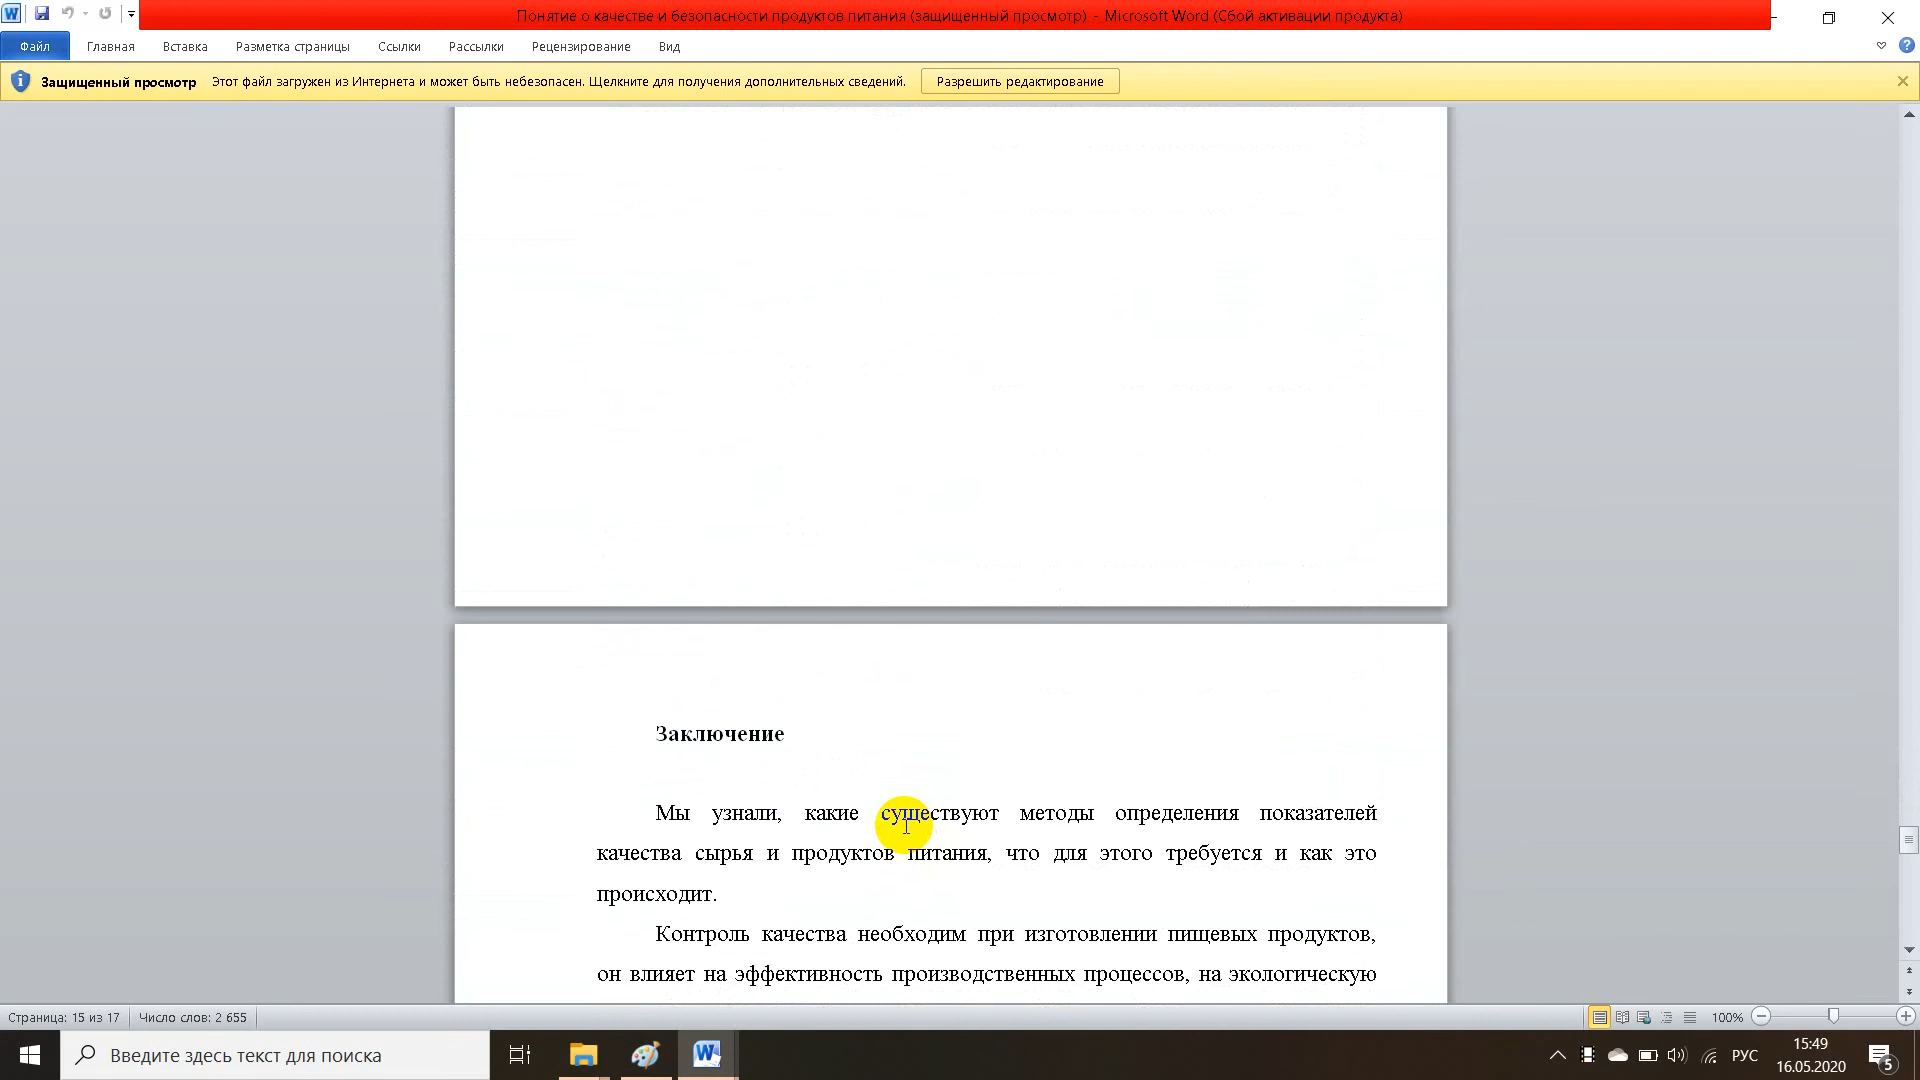 Понятие о качестве и безопасности продуктов питания (защищенный просмотр) - Microsoft Word (Сбой активации продукта)
Файл Главная Вставка Разметка страницы Ссылки Рассылки Рецензирование Вид
Защищенный просмотр Этот файл загружен из Интернета и может быть небезопасен. Щелкните для получения дополнительных сведений. Разрешить редактирование
Заключение
Мы узнали, какие существуют методы определения показателей
качества сырья и продуктов питания, что для этого требуется и как это
происходит.
Контроль качества необходим при изготовлении пищевых продуктов,
он влияет на эффективность производственных процессов, на экологическую
Страница: 15 из 17 Число слов: 2 655 100%
Введите здесь текст для поиска
РУС
15:49
16.05.2020
5